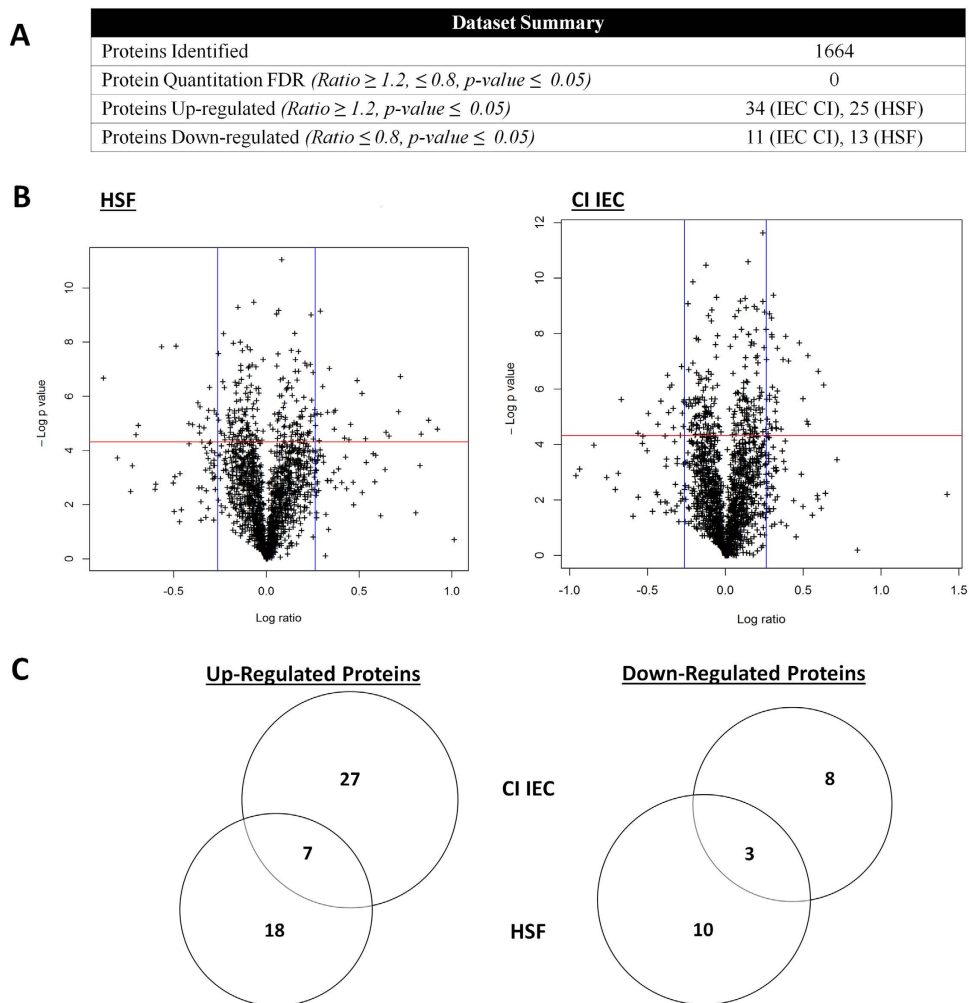 A
Dataset Summary
Proteins Identified 1664
Protein Quantitation FDR (Ratio ≥ 1.2, ≤ 0.8, p-value ≤ 0.05) 0
Proteins Up-regulated (Ratio ≥ 1.2, p-value ≤ 0.05) 34 (IEC CI), 25 (HSF)
Proteins Down-regulated (Ratio ≤ 0.8, p-value ≤ 0.05) 11 (IEC CI), 13 (HSF)
B
HSF
− Log p value
10
8
6
4
2
0
-0.5 0.0 0.5 1.0
Log ratio
CI IEC
− Log p value
12
10
8
6
4
2
0
-1.0 -0.5 0.0 0.5 1.0 1.5
Log ratio
C
Up-Regulated Proteins Down-Regulated Proteins
27 CI IEC 8
7 3
18 HSF 10